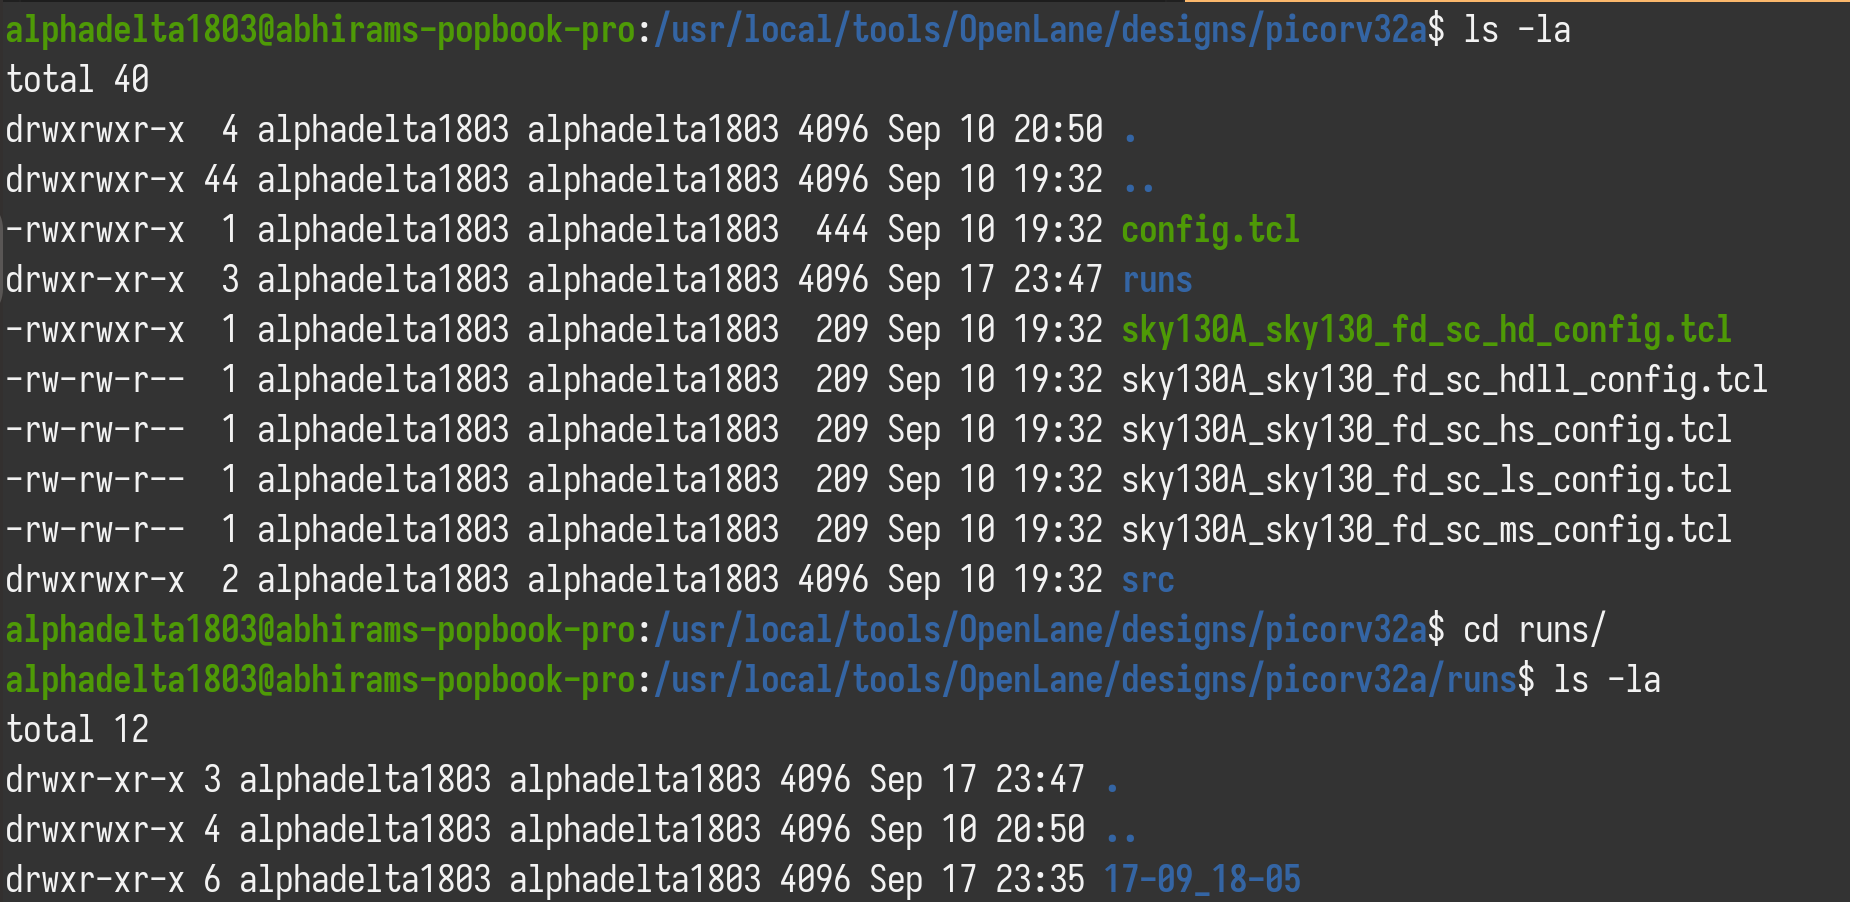 alphadelta1803@abhirams-popbook-pro:/usr/local/tools/OpenLane/designs/picorv32a$ ls -la
total 40
drwxrwxr-x  4 alphadelta1803 alphadelta1803 4096 Sep 10 20:50 .
drwxrwxr-x 44 alphadelta1803 alphadelta1803 4096 Sep 10 19:32 ..
-rwxrwxr-x  1 alphadelta1803 alphadelta1803  444 Sep 10 19:32 config.tcl
drwxr-xr-x  3 alphadelta1803 alphadelta1803 4096 Sep 17 23:47 runs
-rwxrwxr-x  1 alphadelta1803 alphadelta1803  209 Sep 10 19:32 sky130A_sky130_fd_sc_hd_config.tcl
-rw-rw-r--  1 alphadelta1803 alphadelta1803  209 Sep 10 19:32 sky130A_sky130_fd_sc_hdll_config.tcl
-rw-rw-r--  1 alphadelta1803 alphadelta1803  209 Sep 10 19:32 sky130A_sky130_fd_sc_hs_config.tcl
-rw-rw-r--  1 alphadelta1803 alphadelta1803  209 Sep 10 19:32 sky130A_sky130_fd_sc_ls_config.tcl
-rw-rw-r--  1 alphadelta1803 alphadelta1803  209 Sep 10 19:32 sky130A_sky130_fd_sc_ms_config.tcl
drwxrwxr-x  2 alphadelta1803 alphadelta1803 4096 Sep 10 19:32 src
alphadelta1803@abhirams-popbook-pro:/usr/local/tools/OpenLane/designs/picorv32a$ cd runs/
alphadelta1803@abhirams-popbook-pro:/usr/local/tools/OpenLane/designs/picorv32a/runs$ ls -la
total 12
drwxr-xr-x 3 alphadelta1803 alphadelta1803 4096 Sep 17 23:47 .
drwxrwxr-x 4 alphadelta1803 alphadelta1803 4096 Sep 10 20:50 ..
drwxr-xr-x 6 alphadelta1803 alphadelta1803 4096 Sep 17 23:35 17-09_18-05